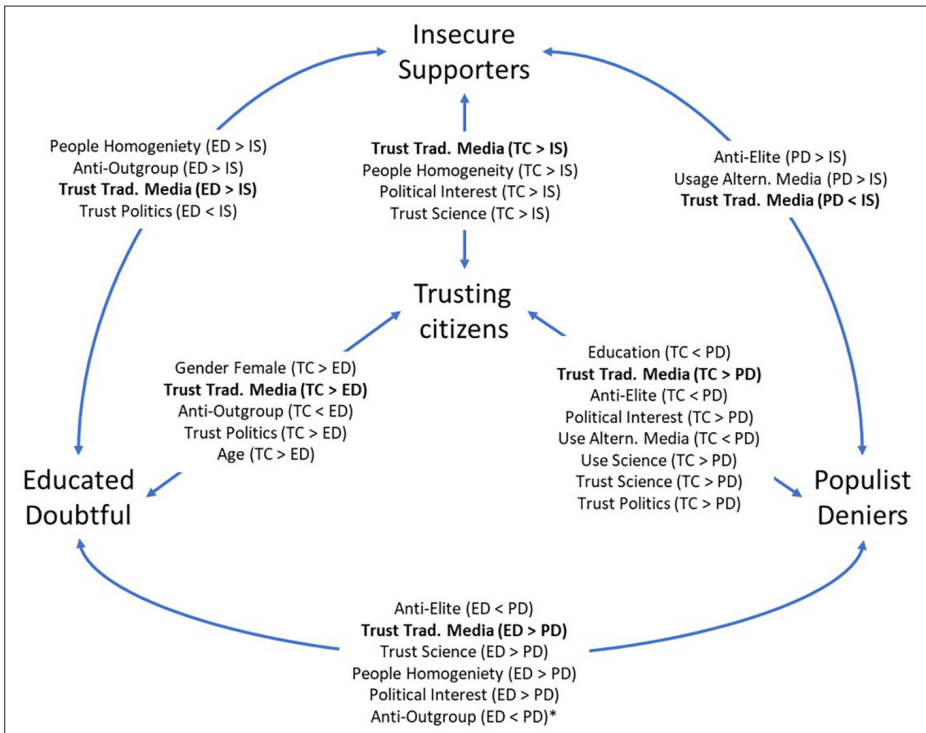 Insecure
Supporters
People Homogeniety (ED > IS)
Anti-Outgroup (ED > IS)
Trust Trad. Media (ED > IS)
Trust Politics (ED < IS)
Trust Trad. Media (TC > IS)
People Homogeneity (TC > IS)
Political Interest (TC > IS)
Trust Science (TC > IS)
Anti-Elite (PD > IS)
Usage Altern. Media (PD > IS)
Trust Trad. Media (PD < IS)
Trusting
citizens
Gender Female (TC > ED)
Trust Trad. Media (TC > ED)
Anti-Outgroup (TC < ED)
Trust Politics (TC > ED)
Age (TC > ED)
Education (TC < PD)
Trust Trad. Media (TC > PD)
Anti-Elite (TC < PD)
Political Interest (TC > PD)
Use Altern. Media (TC < PD)
Use Science (TC > PD)
Trust Science (TC > PD)
Trust Politics (TC > PD)
Educated
Doubtful
Populist
Deniers
Anti-Elite (ED < PD)
Trust Trad. Media (ED > PD)
Trust Science (ED > PD)
People Homogeniety (ED > PD)
Political Interest (ED > PD)
Anti-Outgroup (ED < PD)*